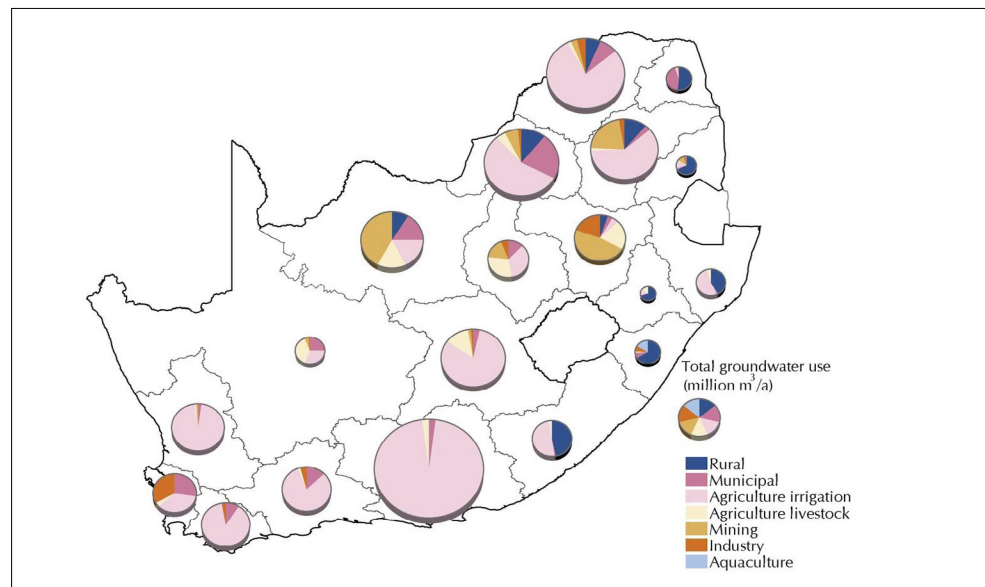 Total groundwater use
(million m³/a)
Rural
Municipal
Agriculture irrigation
Agriculture livestock
Mining
Industry
Aquaculture